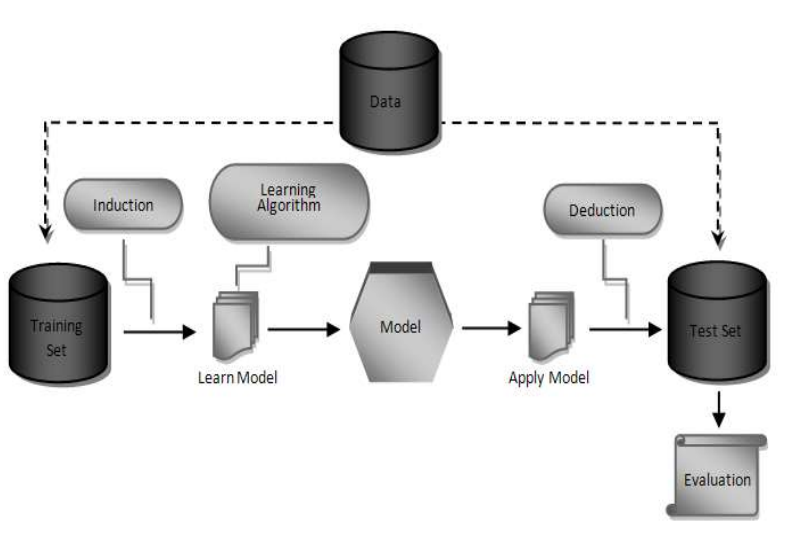 Data
Induction
Learning
Algorithm
Deduction
Training
Set
Model
Test Set
Learn Model
Apply Model
Evaluation